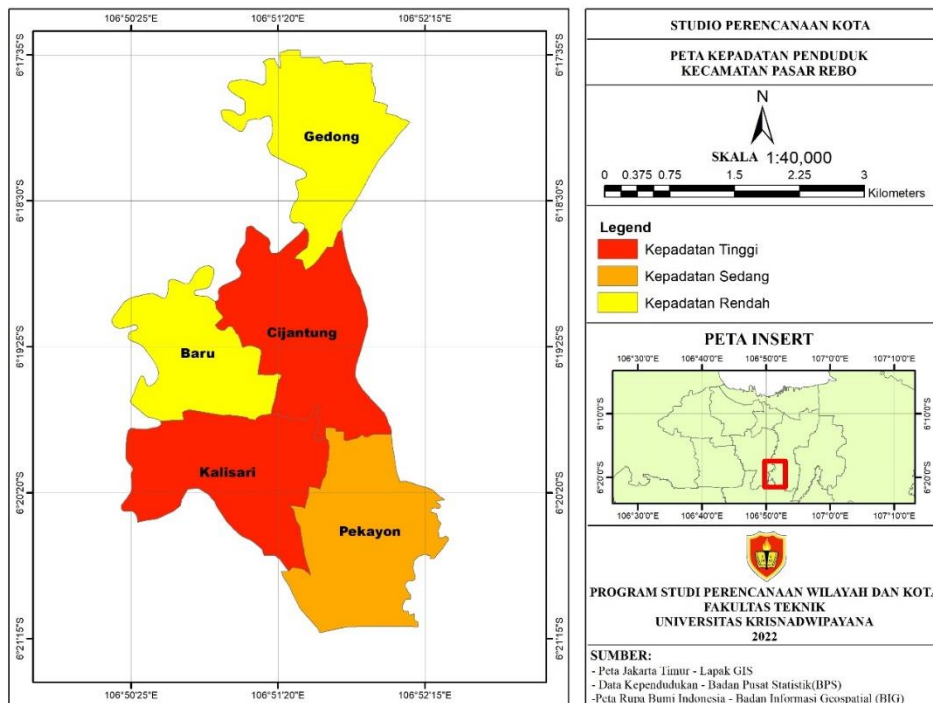 106°50'25"E 106°51'20"E 106°52'15"E
6°17'35"S 6°17'35"S
6°18'30"S 6°18'30"S
6°19'25"S 6°19'25"S
6°20'20"S 6°20'20"S
6°21'15"S 6°21'15"S
Gedong
Cijantung
Baru
Kalisari
Pekayon
106°50'25"E 106°51'20"E 106°52'15"E
STUDIO PERENCANAAN KOTA
PETA KEPADATAN PENDUDUK
KECAMATAN PASAR REBO
N
SKALA 1:40,000
0 0.375 0.75 1.5 2.25 3
Kilometers
Legend
Kepadatan Tinggi
Kepadatan Sedang
Kepadatan Rendah
PETA INSERT
106°30'0"E 106°40'0"E 106°50'0"E 107°0'0"E 107°10'0"E
6°10'0"S 6°10'0"S
6°20'0"S 6°20'0"S
106°30'0"E 106°40'0"E 106°50'0"E 107°0'0"E 107°10'0"E
PROGRAM STUDI PERENCANAAN WILAYAH DAN KOTA
FAKULTAS TEKNIK
UNIVERSITAS KRISNADWIPAYANA
2022
SUMBER:
- Peta Jakarta Timur - Lapak GIS
- Data Kependudukan - Badan Pusat Statistik(BPS)
-Peta Rupa Bumi Indonesia - Badan Informasi Geospatial (BIG)